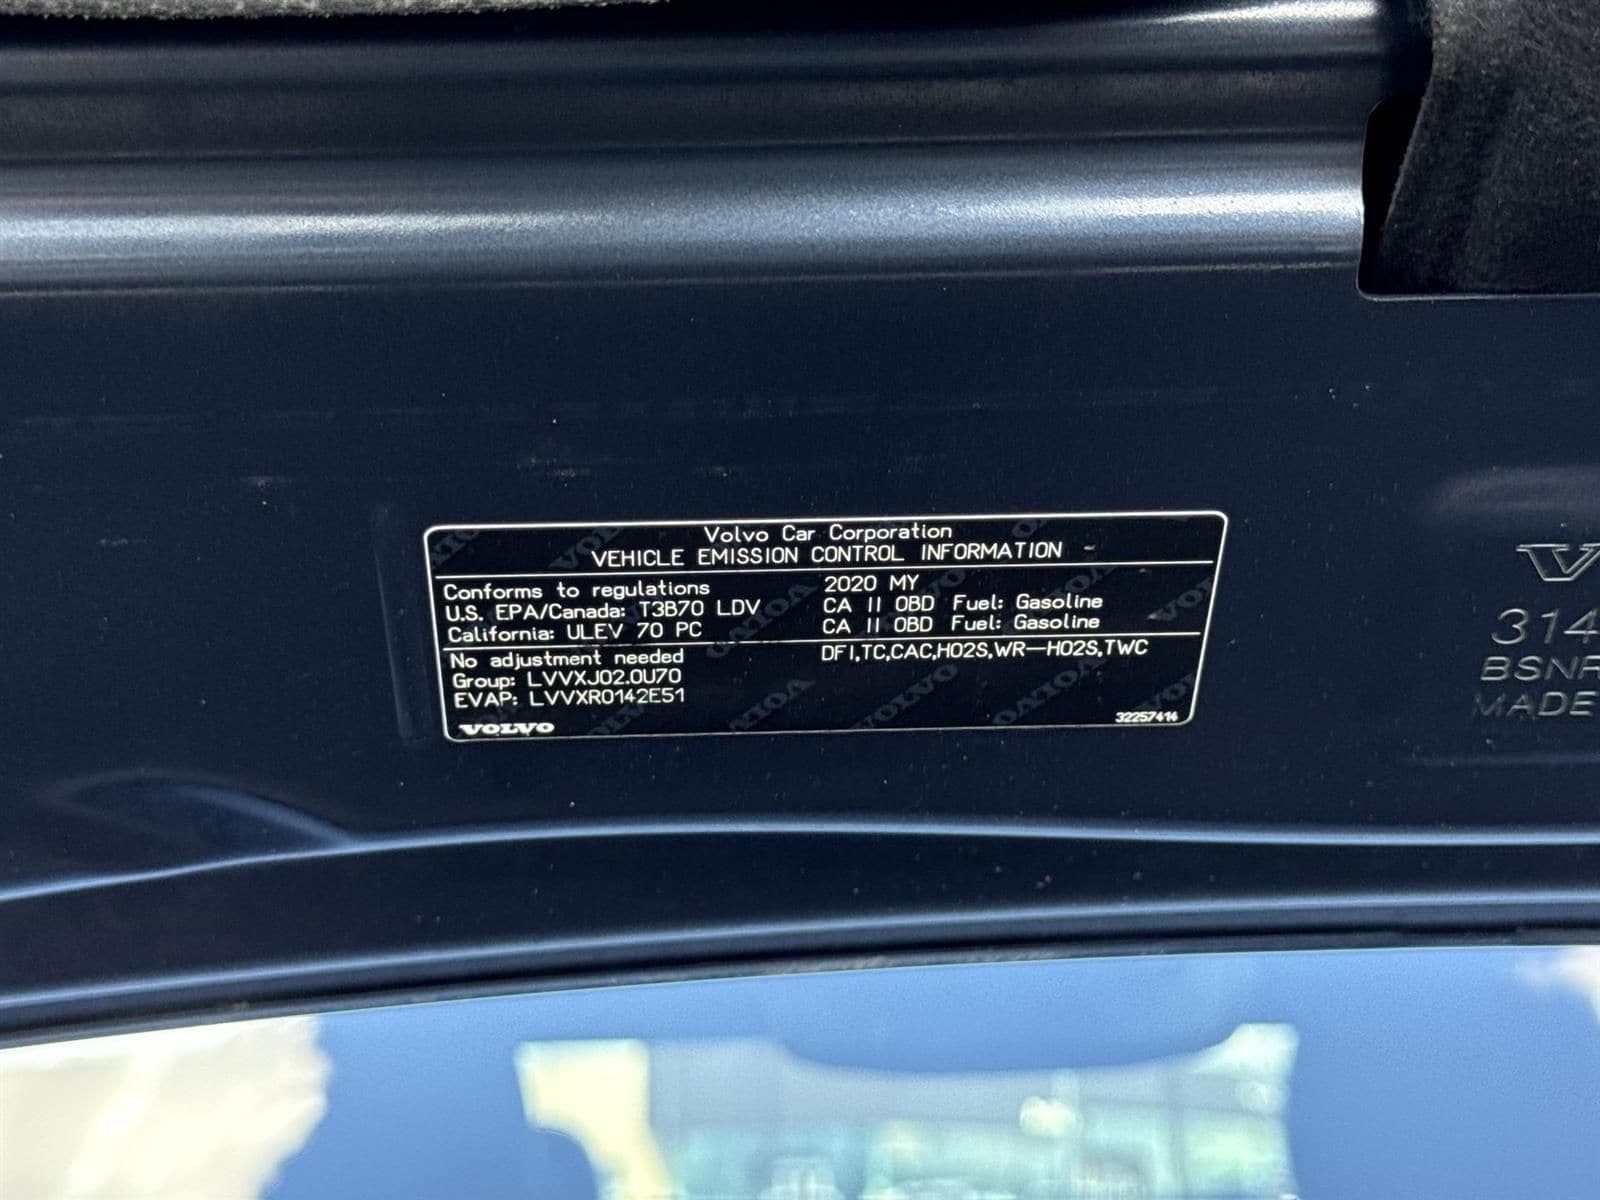 Volvo Car Corporation
VEHICLE EMISSION CONTROL INFORMATION
Conforms to regulations 2020 MY
U.S. EPA/Canada: T3B70 LDV CA II OBD Fuel: Gasoline
California: ULEV 70 PC CA II OBD Fuel: Gasoline
No adjustment needed DFI,TC,CAC,HO2S,WR-HO2S,TWC
Group: LVVXJ02.0U70
EVAP: LVVXR0142E51
VOLVO 32257414
V
314
BSNR
MADE